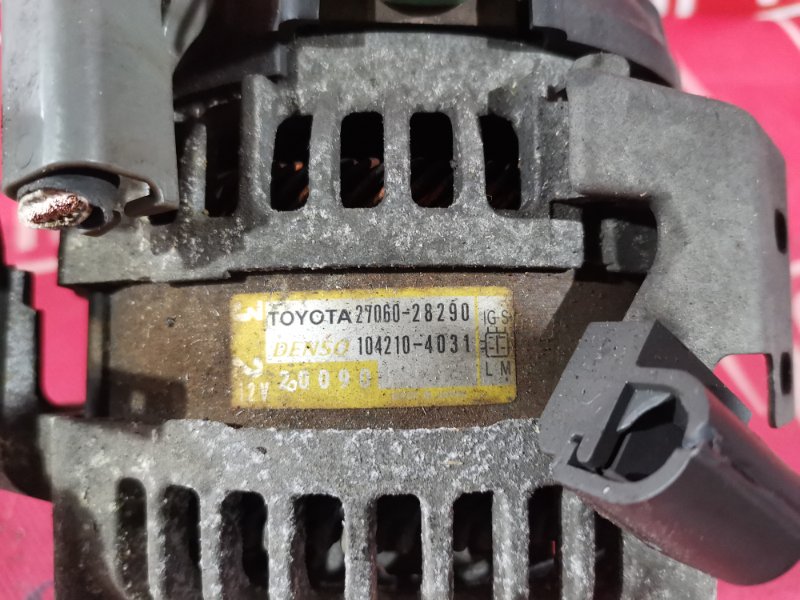 TOYOTA 27060-28290 IG S
DENSO 104210-4031
L M
12V